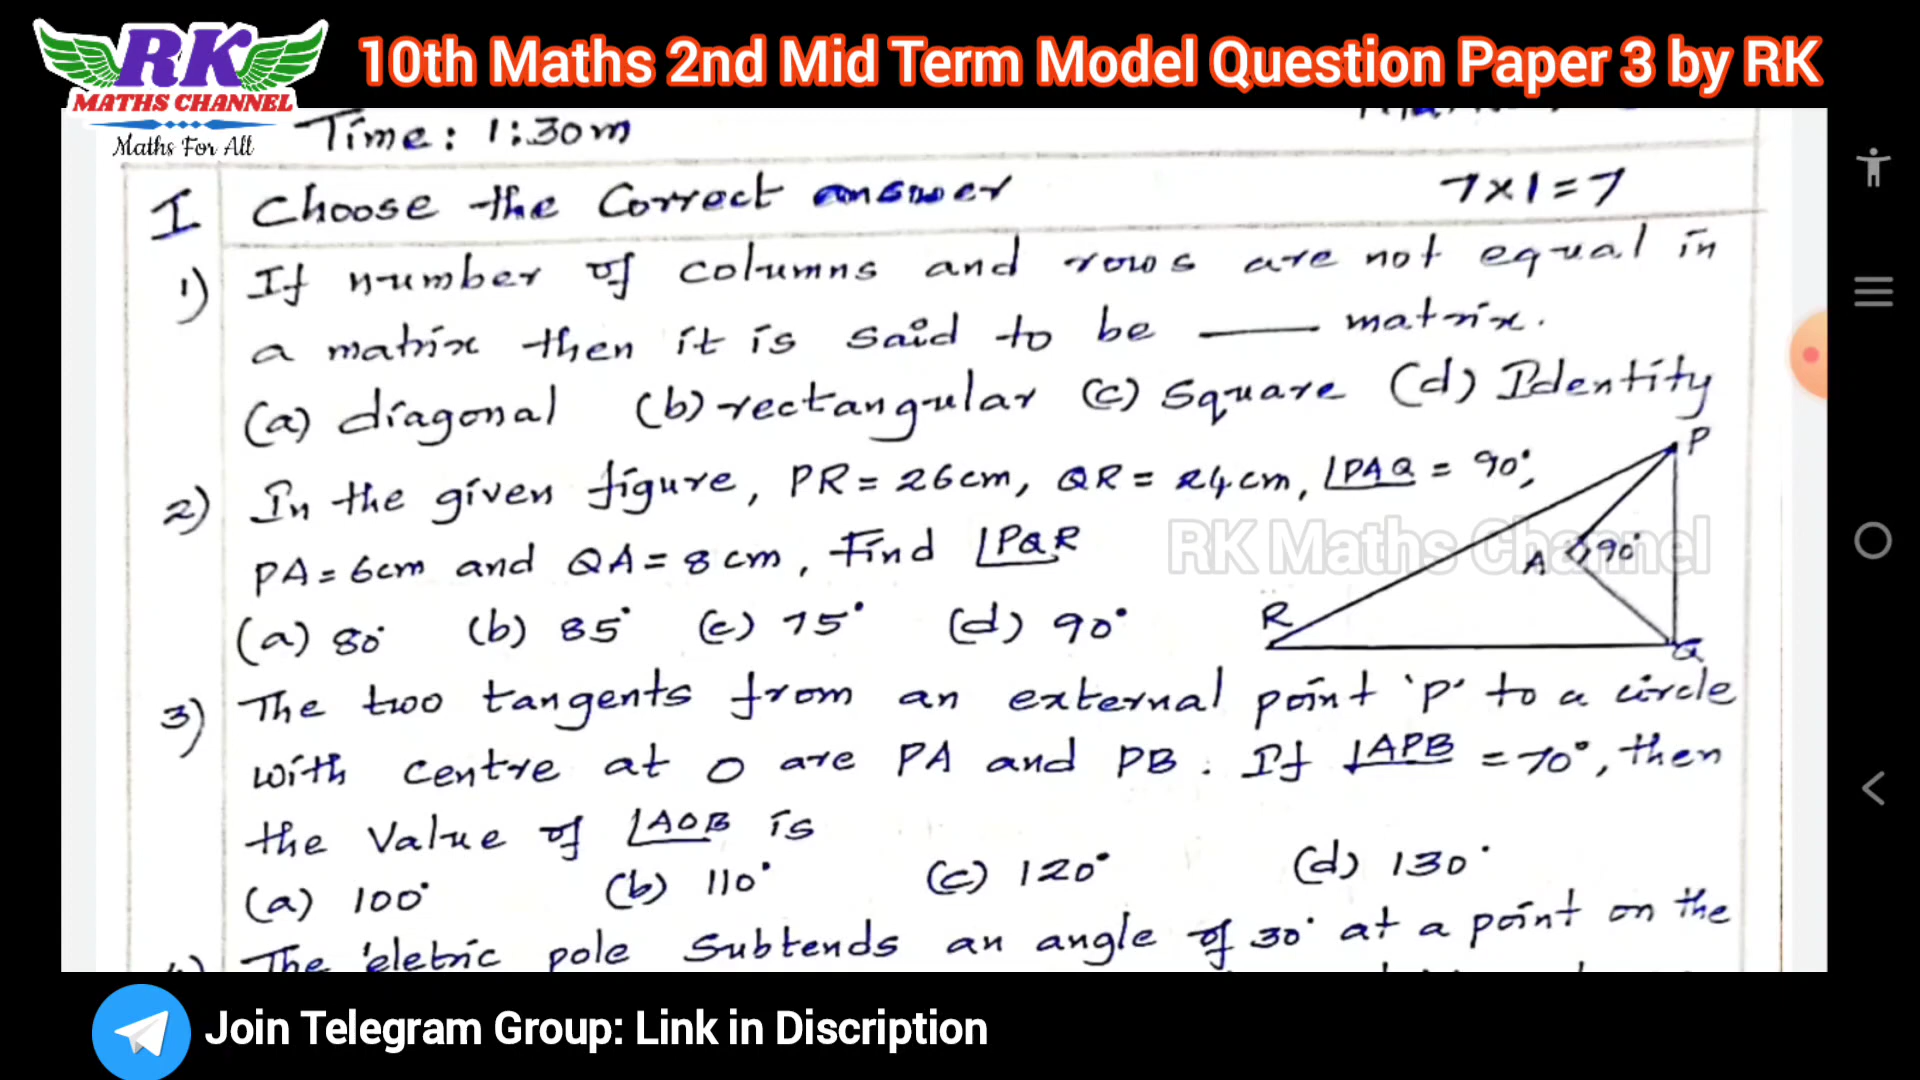 RK
MATHS CHANNEL
Maths For All
10th Maths 2nd Mid Term Model Question Paper 3 by RK
Time: 1:30m
I Choose the Correct answer 7×1=7
1) If number of columns and rows are not equal in
a matrix then it is said to be ___ matrix.
(a) diagonal (b) rectangular (c) Square (d) Identity
2) In the given figure, PR = 26cm, QR = 24cm, ∠PAQ = 90°,
PA = 6cm and QA = 8cm, Find ∠PQR
(a) 80° (b) 85° (c) 75° (d) 90°
P
A
90°
R
Q
RK Maths Channel
3) The two tangents from an external point 'P' to a circle
with centre at O are PA and PB. If ∠APB = 70°, then
the Value of ∠AOB is
(a) 100° (b) 110° (c) 120° (d) 130°
The 'eletric pole Subtends an angle of 30° at a point on the
Join Telegram Group: Link in Discription